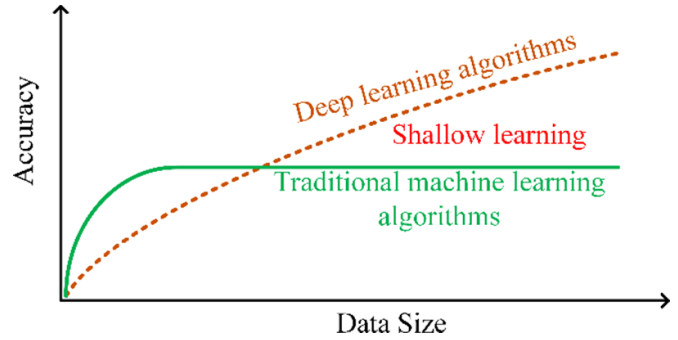 Deep learning algorithms
Shallow learning
Traditional machine learning
algorithms
Accuracy
Data Size